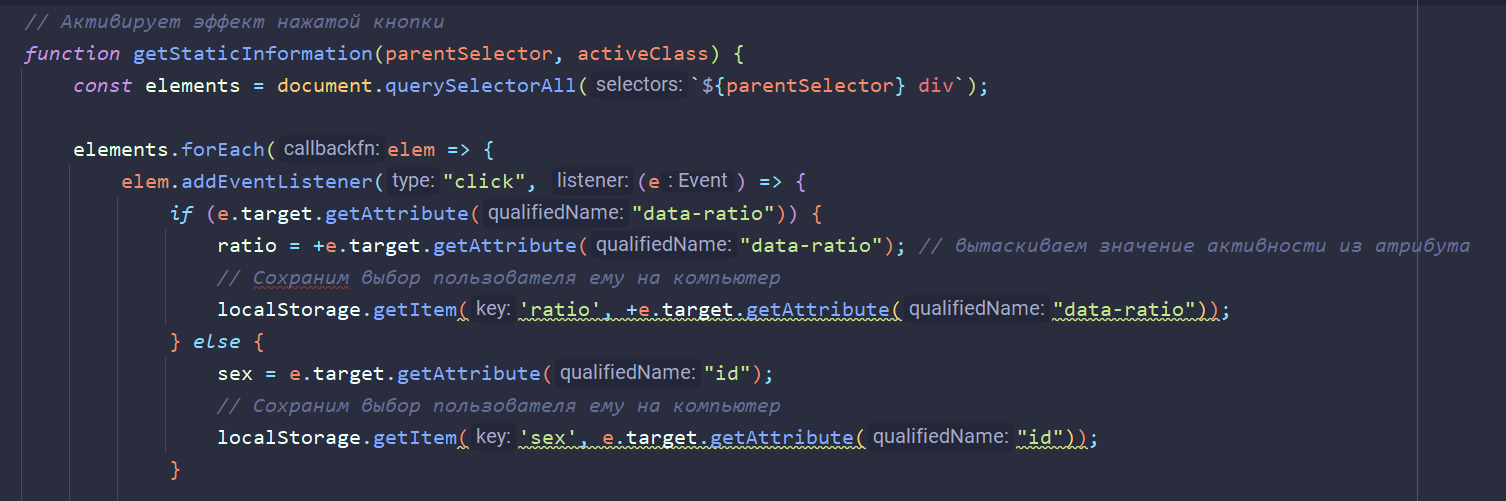 // Активирует эффект нажатой кнопки
function getStaticInformation(parentSelector, activeClass) {
const elements = document.querySelectorAll( selectors: `${parentSelector} div`);
elements.forEach( callbackfn: elem => {
elem.addEventListener( type: "click", listener: (e : Event ) => {
if (e.target.getAttribute( qualifiedName: "data-ratio")) {
ratio = +e.target.getAttribute( qualifiedName: "data-ratio"); // вытаскиваем значение активности из атрибута
// Сохраним выбор пользователя ему на компьютер
localStorage.getItem( key: 'ratio', +e.target.getAttribute( qualifiedName: "data-ratio"));
} else {
sex = e.target.getAttribute( qualifiedName: "id");
// Сохраним выбор пользователя ему на компьютер
localStorage.getItem( key: 'sex', e.target.getAttribute( qualifiedName: "id"));
}